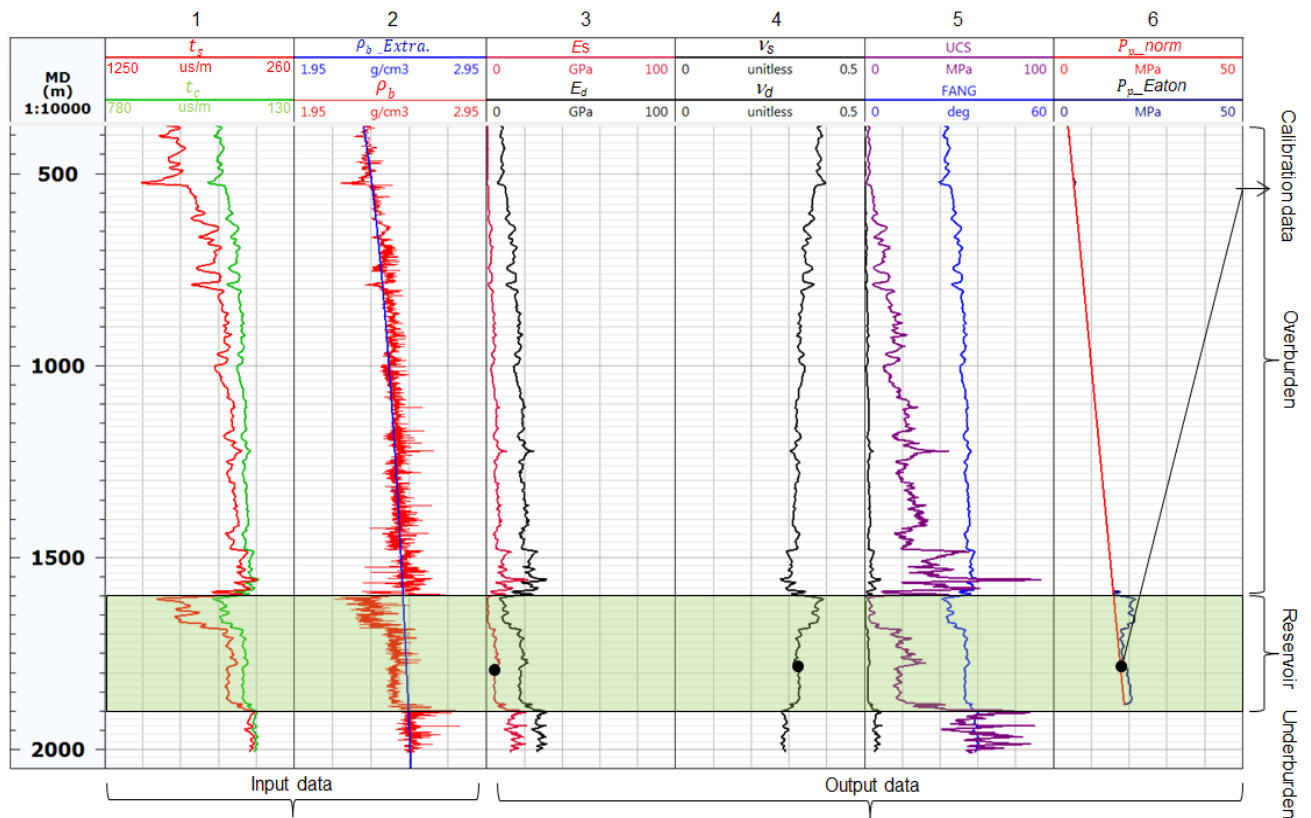 1 2 3 4 5 6
t_s ρ_b_Extra. Es V_s UCS P_p_norm
1250 us/m 260 1.95 g/cm3 2.95 0 GPa 100 0 unitless 0.5 0 MPa 100 0 MPa 50
t_c ρ_b E_d V_d FANG P_p_Eaton
780 us/m 130 1.95 g/cm3 2.95 0 GPa 100 0 unitless 0.5 0 deg 60 0 MPa 50
MD
(m)
1:10000
500
1000
1500
2000
Calibration data
Overburden
Reservoir
Underburden
Input data Output data